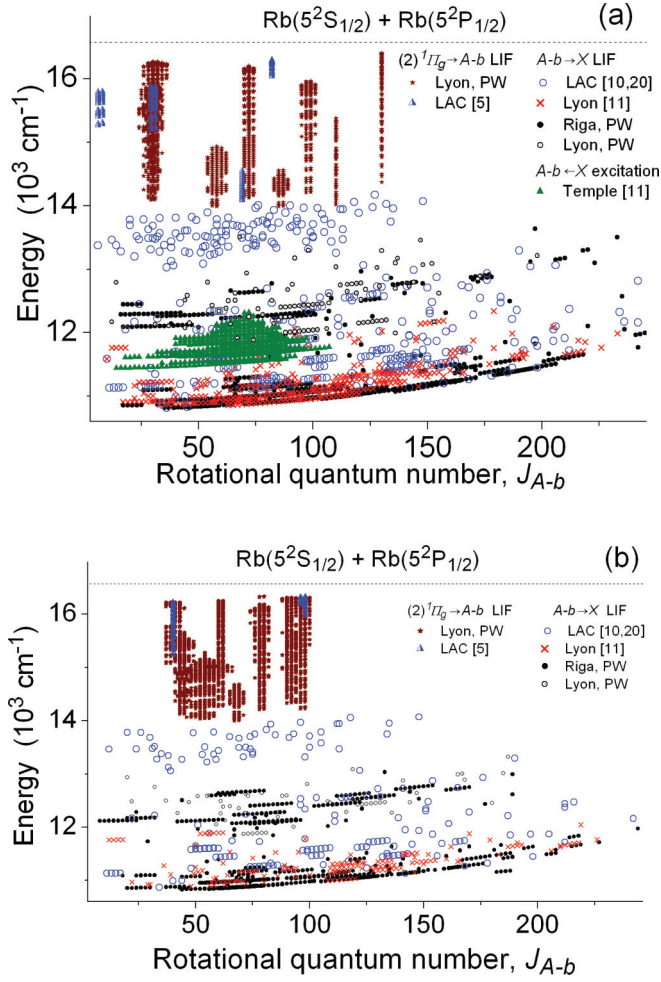 Rb(5²S₁/₂) + Rb(5²P₁/₂)
(a)
(2) ¹Πg→A-b LIF
Lyon, PW
LAC [5]
A-b→X LIF
LAC [10,20]
Lyon [11]
Riga, PW
Lyon, PW
A-b←X excitation
Temple [11]
Energy (10³ cm⁻¹)
16
14
12
50 100 150 200
Rotational quantum number, J_A-b
Rb(5²S₁/₂) + Rb(5²P₁/₂)
(b)
(2) ¹Πg→A-b LIF
Lyon, PW
LAC [5]
A-b→X LIF
LAC [10,20]
Lyon [11]
Riga, PW
Lyon, PW
Energy (10³ cm⁻¹)
16
14
12
50 100 150 200
Rotational quantum number, J_A-b